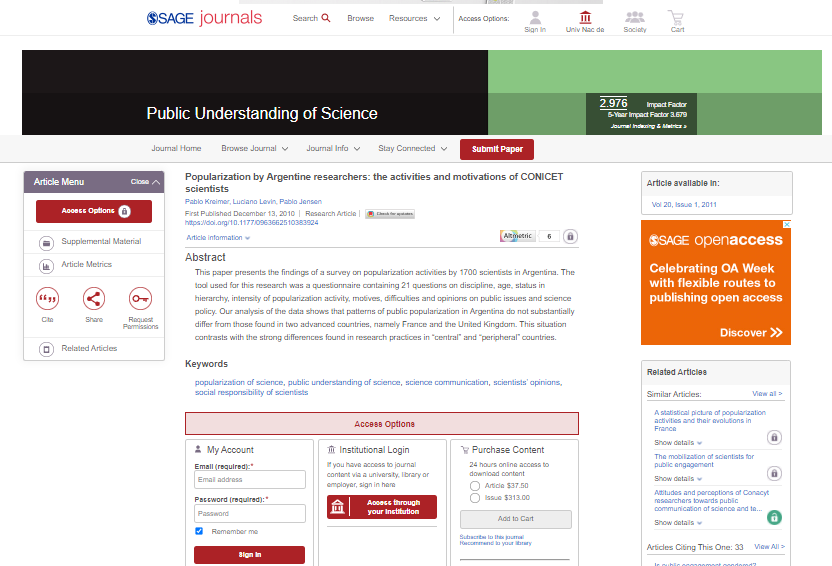 SAGE journals
Search
Browse
Resources
Access Options:
Sign In
Univ Nac de
Society
Cart
Public Understanding of Science
2.976 Impact Factor
5-Year Impact Factor 3.679
Journal Indexing & Metrics »
Journal Home
Browse Journal
Journal Info
Stay Connected
Submit Paper
Article Menu
Close
Access Options
Supplemental Material
Article Metrics
Cite
Share
Request
Permissions
Related Articles
Popularization by Argentine researchers: the activities and motivations of CONICET
scientists
Pablo Kreimer, Luciano Levin, Pablo Jensen
First Published December 13, 2010 | Research Article | Check for updates
https://doi.org/10.1177/0963662510383924
Article information
Altmetric 6
Abstract
This paper presents the findings of a survey on popularization activities by 1700 scientists in Argentina. The
tool used for this research was a questionnaire containing 21 questions on discipline, age, status in
hierarchy, intensity of popularization activity, motives, difficulties and opinions on public issues and science
policy. Our analysis of the data shows that patterns of public popularization in Argentina do not substantially
differ from those found in two advanced countries, namely France and the United Kingdom. This situation
contrasts with the strong differences found in research practices in “central” and “peripheral” countries.
Keywords
popularization of science, public understanding of science, science communication, scientists' opinions,
social responsibility of scientists
Access Options
My Account
Email (required):*
Email address
Password (required):*
Password
Remember me
Sign In
Institutional Login
If you have access to journal
content via a university, library or
employer, sign in here
Access through
your institution
Purchase Content
24 hours online access to
download content
Article $37.50
Issue $313.00
Add to Cart
Subscribe to this journal
Recommend to your library
Article available in:
Vol 20, Issue 1, 2011
SAGE openaccess
Celebrating OA Week
with flexible routes to
publishing open access
Discover
Related Articles
Similar Articles:
View all >
A statistical picture of popularization
activities and their evolutions in
France
Show details
The mobilization of scientists for
public engagement
Show details
Attitudes and perceptions of Conacyt
researchers towards public
communication of science and te...
Show details
Articles Citing This One: 33
View All >
Is public engagement gendered?